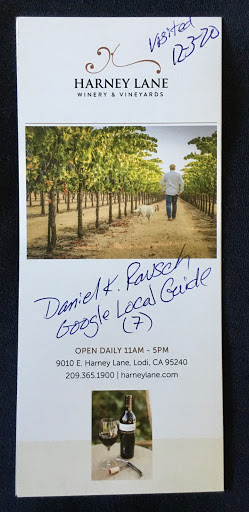 Visited
12-3-20
HARNEY LANE
WINERY & VINEYARDS
Daniel K. Rausch
Google Local Guide
(7)
OPEN DAILY 11AM - 5PM
9010 E. Harney Lane, Lodi, CA 95240
209.365.1900 | harneylane.com